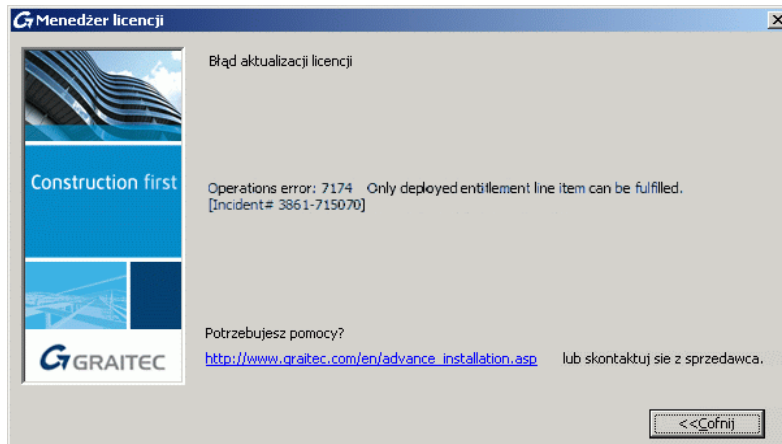 Menedżer licencji
Błąd aktualizacji licencji
Construction first
Operations error: 7174 Only deployed entitlement line item can be fulfilled.
[Incident# 3861-715070]
Potrzebujesz pomocy?
GRAITEC
http://www.graitec.com/en/advance_installation.asp lub skontaktuj sie z sprzedawca.
<<Cofnij